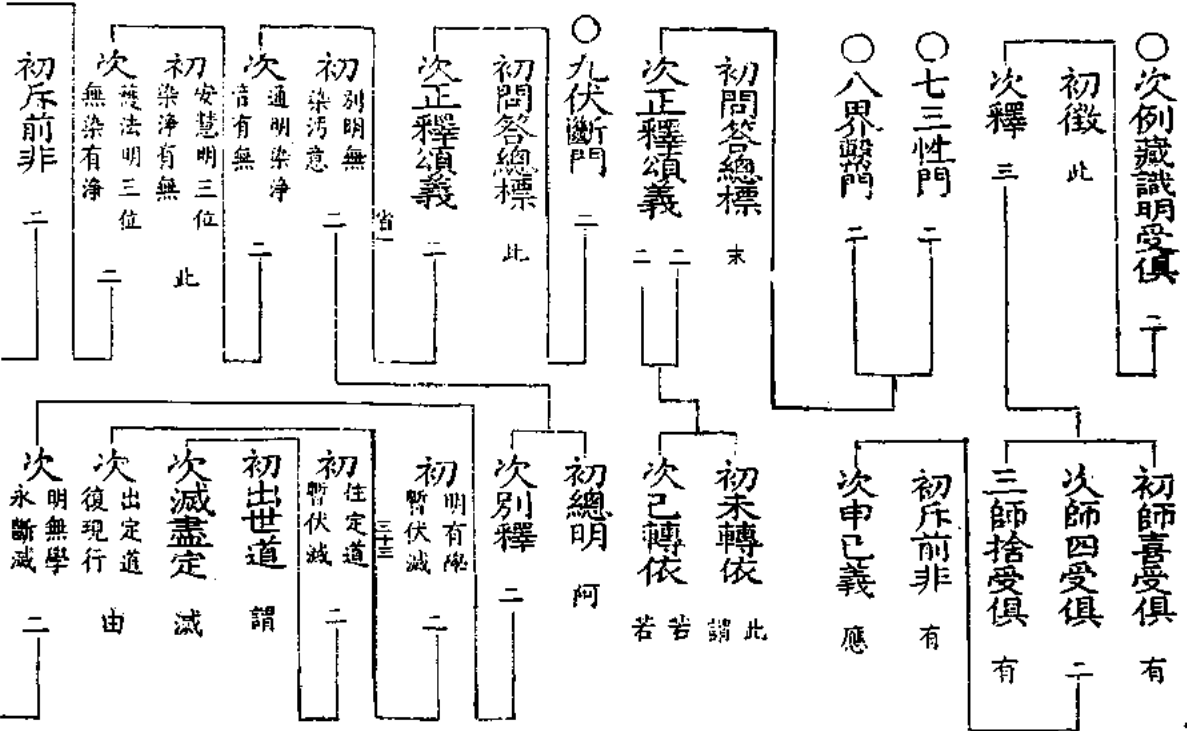 ○次例藏識明受俱 二
初徵 此
次釋 三
○七三性門 二
○八界繫門 二
初問答總標 末
次正釋頌義 二 二
○九伏斷門 二
初問答總標 此
次正釋頌義 二
初別明無染污意 二
次通明染淨意有無 二
初安慧明三位染淨有無 此
次護法明三位無染有淨 二
初斥前非 二
初師喜受俱 有
次師四受俱 二
三師捨受俱 有
初斥前非 有
次申己義 應
初未轉依 此 謂
次已轉依 若 若
初總明 阿
次別釋 二
初明有學暫伏滅 二
三十三
初住定道暫伏滅 二
初出世道 謂
次滅盡定 滅
次出定道復現行 由
次明無學永斷滅 二